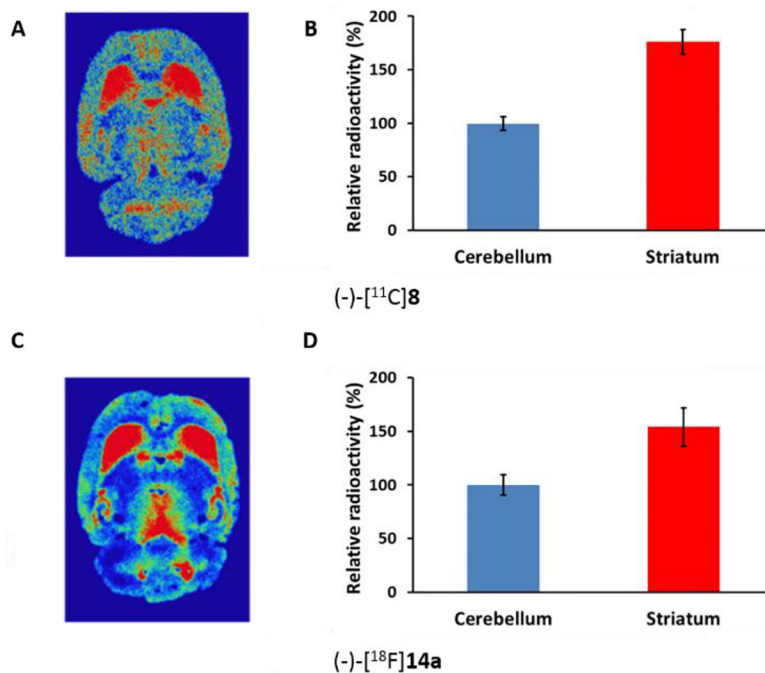 A
B
Relative radioactivity (%)
200
150
100
50
0
Cerebellum Striatum
(-)-[¹¹C]8
C
D
Relative radioactivity (%)
200
150
100
50
0
Cerebellum Striatum
(-)-[¹⁸F]14a